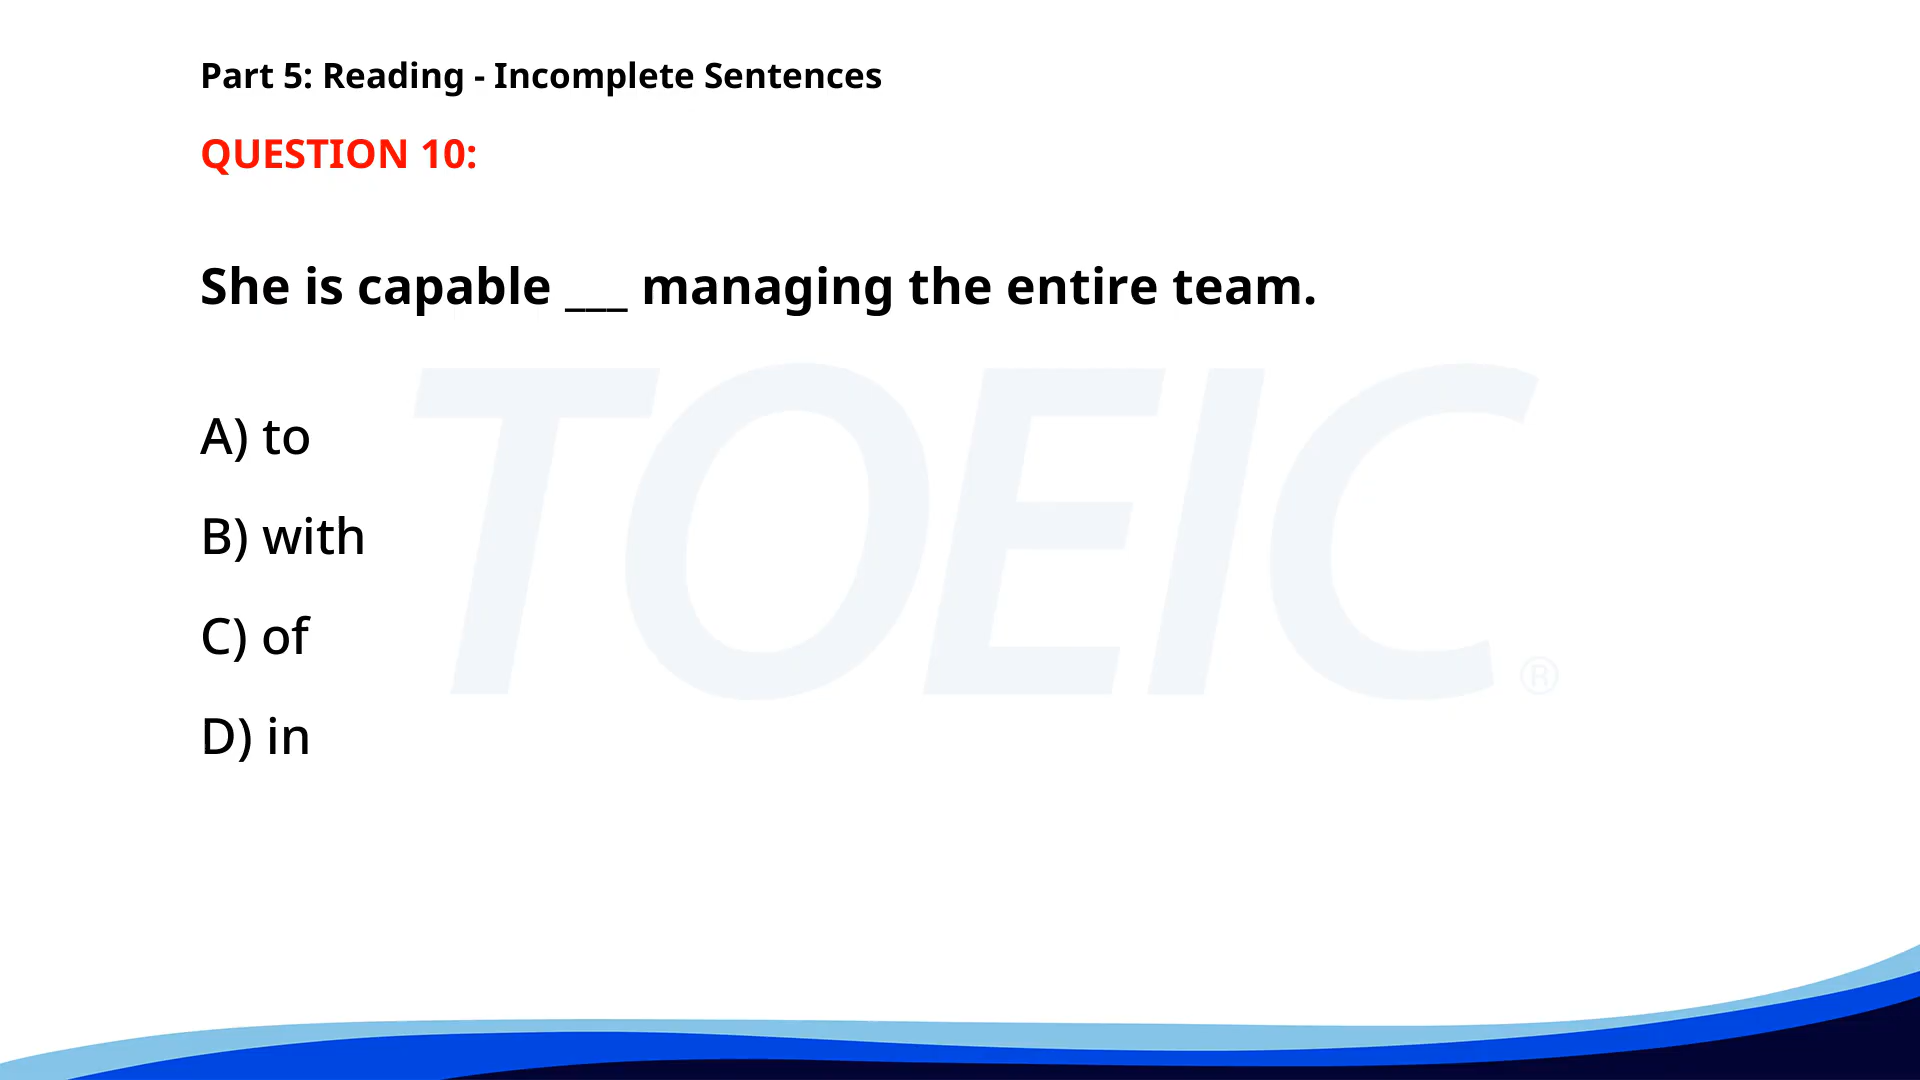 Part 5: Reading - Incomplete Sentences
QUESTION 10:
She is capable ___ managing the entire team.
A) to
B) with
C) of
D) in
TOEIC ®